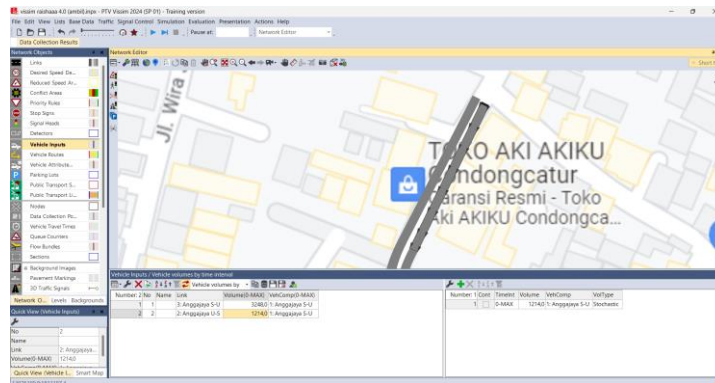 vissim raishaaa 4.0 (ambil).inpx - PTV Vissim 2024 (SP 01) - Training version
File Edit View Lists Base Data Traffic Signal Control Simulation Evaluation Presentation Actions Help
Pause at: Network Editor
Data Collection Results
Network Objects
Network Editor
Links
Desired Speed De...
Reduced Speed Ar...
Conflict Areas
Priority Rules
Stop Signs
Signal Heads
Detectors
Vehicle Inputs
Vehicle Routes
Vehicle Attribute...
Parking Lots
Public Transport S...
Public Transport Li...
Nodes
Data Collection Po...
Vehicle Travel Times
Queue Counters
Flow Bundles
Sections
Background Images
Pavement Markings
3D Traffic Signals
Network O... Levels Backgrounds
Jl. Wira
TOKO AKI AKIKU
Condongcatur
Garansi Resmi - Toko
Aki AKIKU Condongca...
Vehicle Inputs / Vehicle volumes by time interval
Vehicle volumes by
Number: 2 No Name Link Volume(0-MAX) VehComp(0-MAX)
1 1 3: Anggajaya S-U 3248,0 1: Anggajaya S-U
2 2 2: Anggajaya U-S 1214,0 1: Anggajaya S-U
Number: 1 Cont TimeInt Volume VehComp VolType
1 0-MAX 1214,0 1: Anggajaya S-U Stochastic
Quick View (Vehicle Inputs)
No 2
Name
Link 2: Anggajaya...
Volume(0-MAX) 1214,0
Quick View (Vehicle I... Smart Map